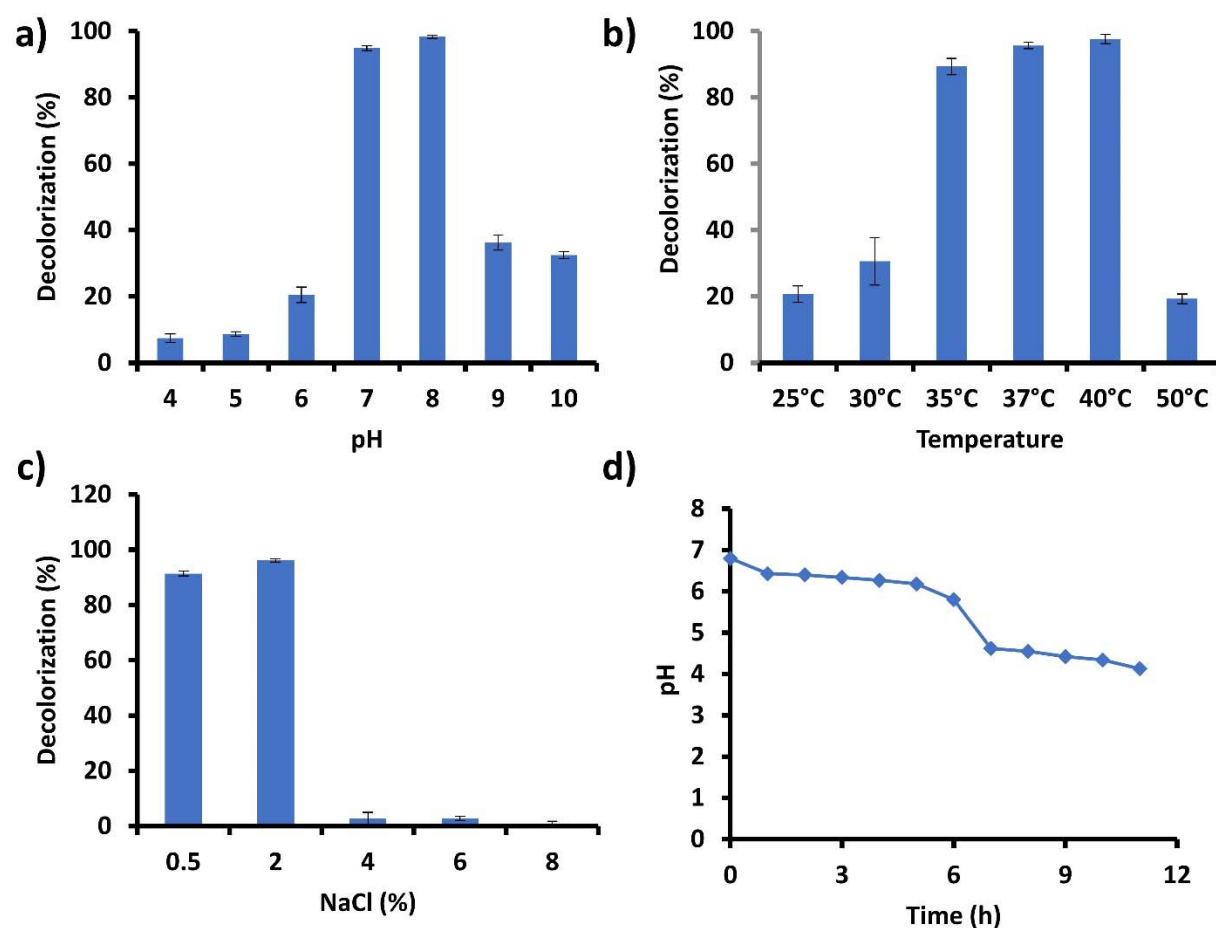 a)
100
80
60
40
20
0
Decolorization (%)
4 5 6 7 8 9 10
pH
b)
100
80
60
40
20
0
Decolorization (%)
25°C 30°C 35°C 37°C 40°C 50°C
Temperature
c)
120
100
80
60
40
20
0
Decolorization (%)
0.5 2 4 6 8
NaCl (%)
d)
8
7
6
5
4
3
2
1
0
pH
0 3 6 9 12
Time (h)